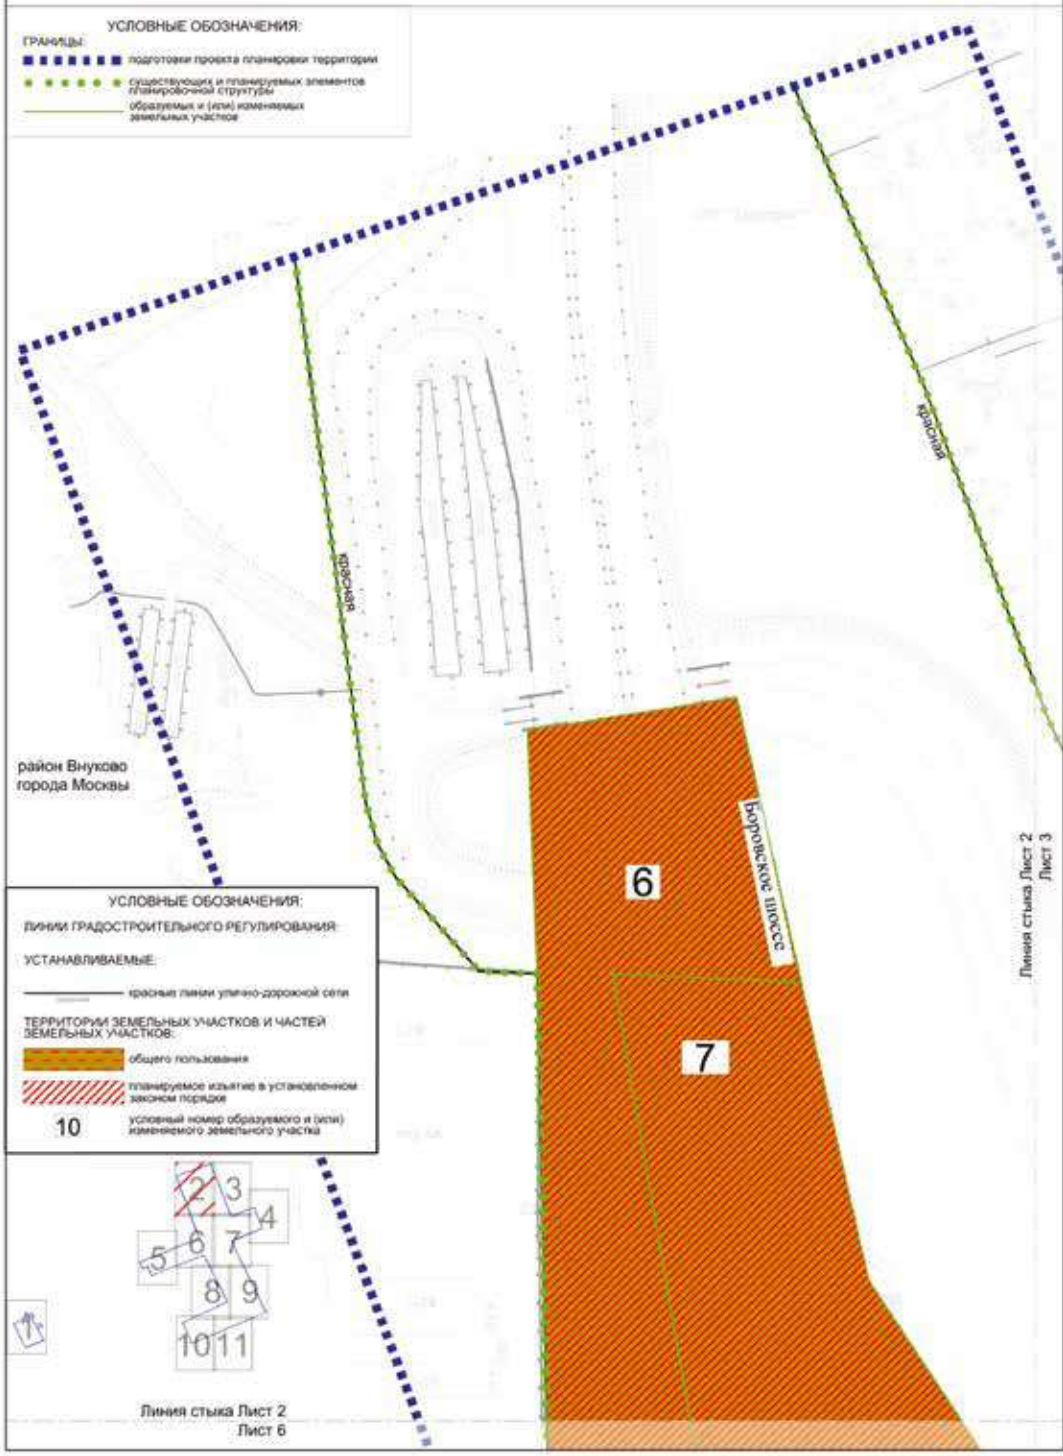 УСЛОВНЫЕ ОБОЗНАЧЕНИЯ:
ГРАНИЦЫ:
подготовки проекта планировки территории
существующих и планируемых элементов
планировочной структуры
образуемых и (или) изменяемых
земельных участков
красная
красная
район Внуково
города Москвы
Боровское шоссе
6
7
Линия стыка Лист 2
Лист 3
УСЛОВНЫЕ ОБОЗНАЧЕНИЯ:
ЛИНИИ ГРАДОСТРОИТЕЛЬНОГО РЕГУЛИРОВАНИЯ:
УСТАНАВЛИВАЕМЫЕ:
красные линии улично-дорожной сети
ТЕРРИТОРИИ ЗЕМЕЛЬНЫХ УЧАСТКОВ И ЧАСТЕЙ
ЗЕМЕЛЬНЫХ УЧАСТКОВ:
общего пользования
планируемое изъятие в установленном
законом порядке
10
условный номер образуемого и (или)
изменяемого земельного участка
2 3
4
5 6 7
8 9
10 11
1
Линия стыка Лист 2
Лист 6